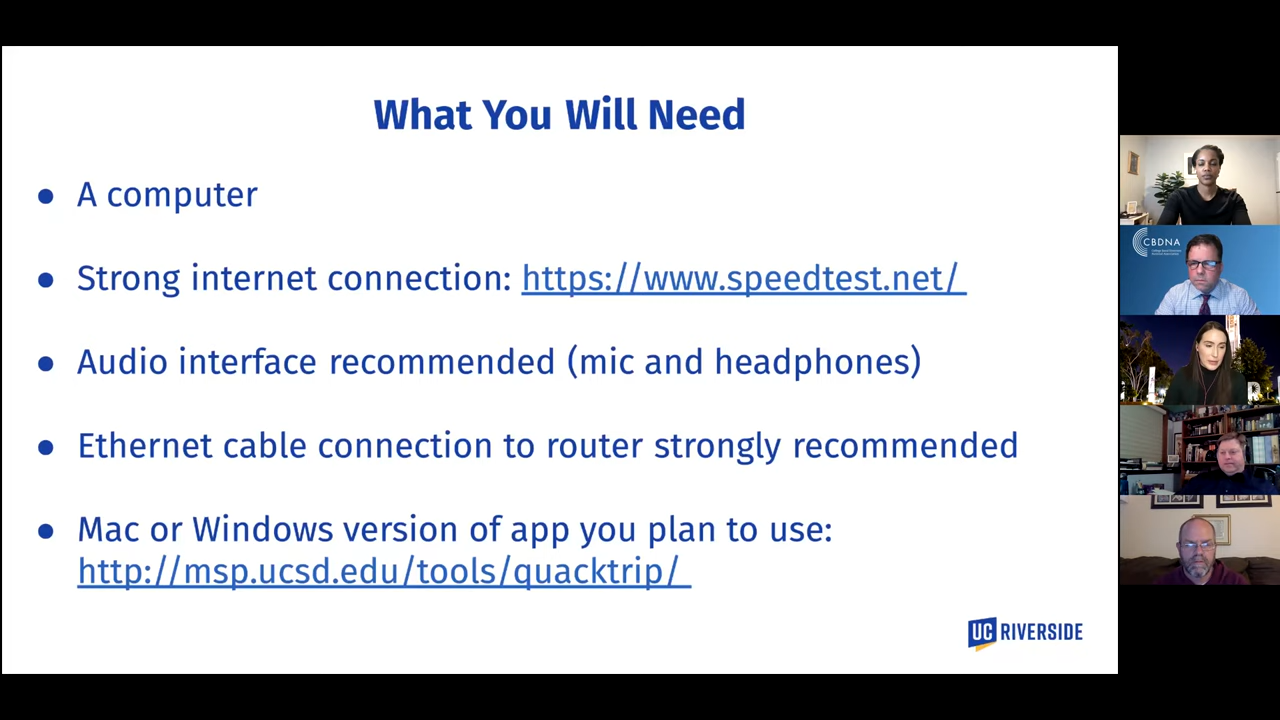 What You Will Need
● A computer
● Strong internet connection: https://www.speedtest.net/
● Audio interface recommended (mic and headphones)
● Ethernet cable connection to router strongly recommended
● Mac or Windows version of app you plan to use:
http://msp.ucsd.edu/tools/quacktrip/
UC RIVERSIDE
CBDNA